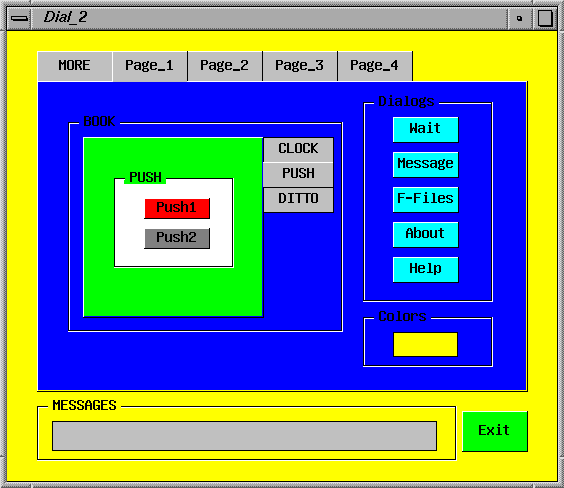 Dial_2
MORE Page_1 Page_2 Page_3 Page_4
Dialogs
BOOK
Wait
CLOCK
Message
PUSH
PUSH
DITTO
F-Files
Push1
Push2
About
Help
Colors
MESSAGES
Exit